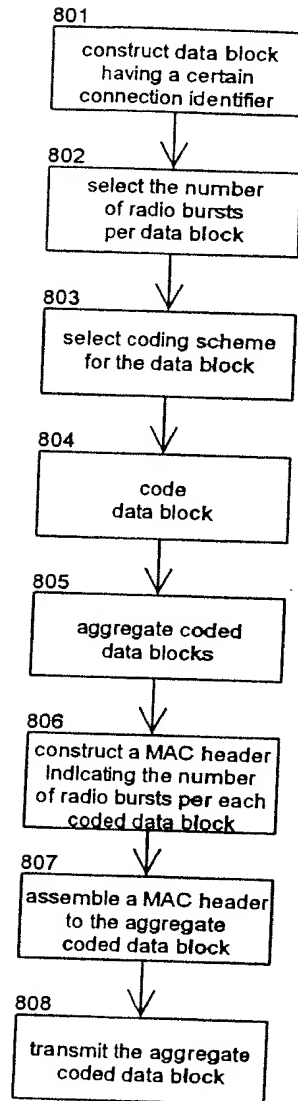 801
construct data block
having a certain
connection identifier
802
select the number
of radio bursts
per data block
803
select coding scheme
for the data block
804
code
data block
805
aggregate coded
data blocks
806
construct a MAC header
indicating the number
of radio bursts per each
coded data block
807
assemble a MAC header
to the aggregate
coded data block
808
transmit the aggregate
coded data block